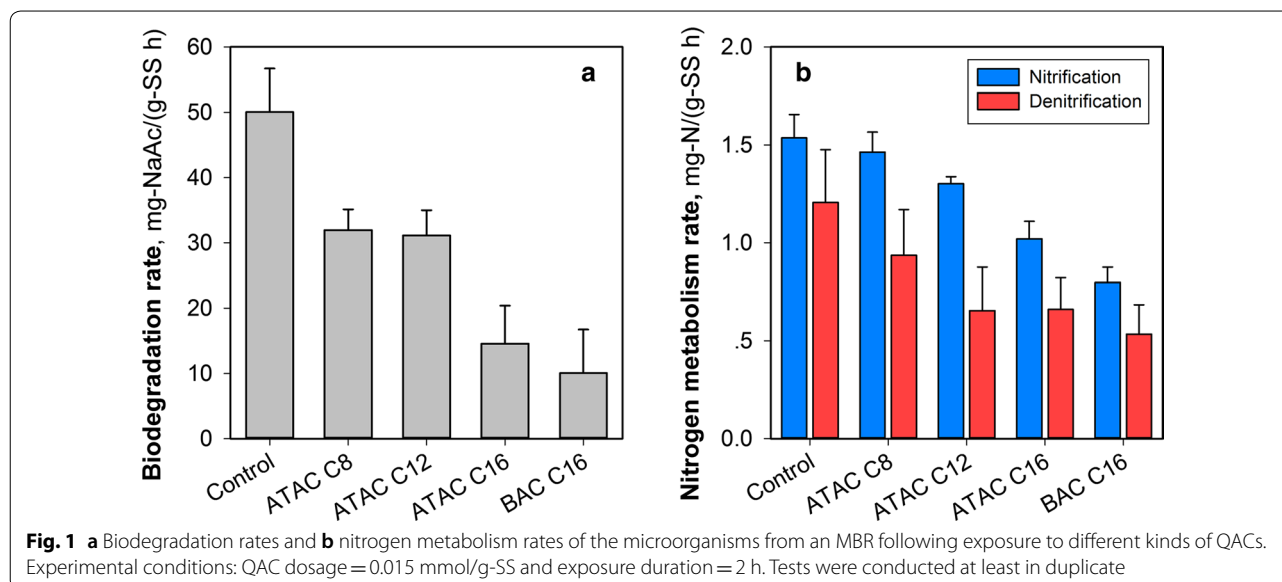 60
50
40
30
20
10
0
Biodegradation rate, mg-NaAc/(g-SS h)
a
Control
ATAC C8
ATAC C12
ATAC C16
BAC C16
2.0
1.5
1.0
.5
0.0
Nitrogen metabolism rate, mg-N/(g-SS h)
b
Nitrification
Denitrification
Control
ATAC C8
ATAC C12
ATAC C16
BAC C16
Fig. 1 a Biodegradation rates and b nitrogen metabolism rates of the microorganisms from an MBR following exposure to different kinds of QACs.
Experimental conditions: QAC dosage = 0.015 mmol/g-SS and exposure duration = 2 h. Tests were conducted at least in duplicate